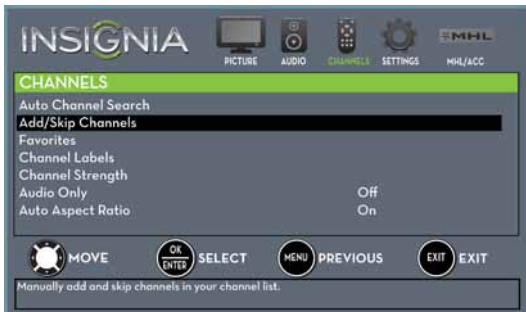 INSIGNIA
PICTURE AUDIO CHANNELS SETTINGS MHL/ACC
MHL
CHANNELS
Auto Channel Search
Add/Skip Channels
Favorites
Channel Labels
Channel Strength
Audio Only Off
Auto Aspect Ratio On
MOVE OK ENTER SELECT MENU PREVIOUS EXIT EXIT
Manually add and skip channels in your channel list.